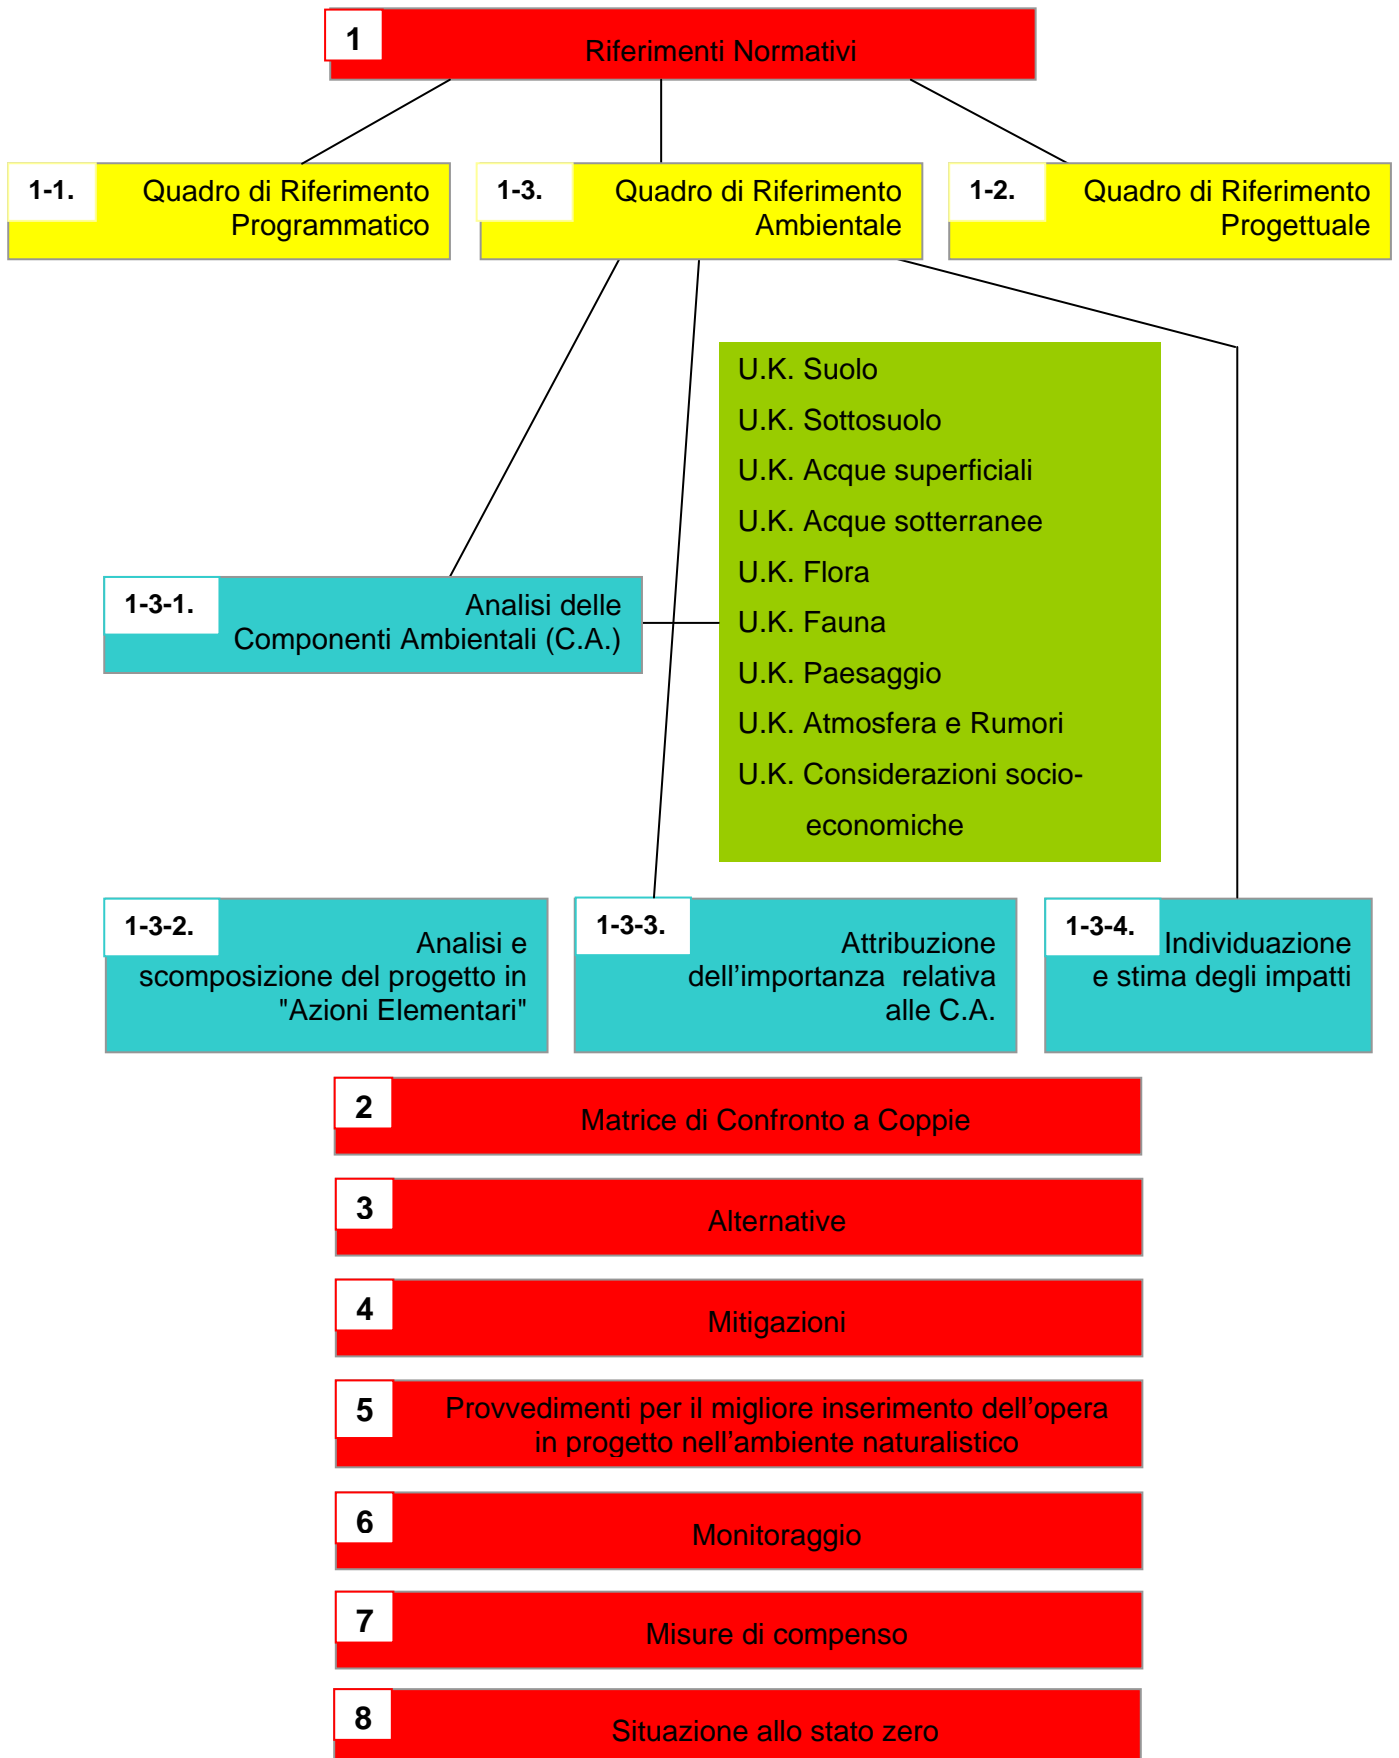 1
Riferimenti Normativi
1-1.
Quadro di Riferimento
Programmatico
1-3.
Quadro di Riferimento
Ambientale
1-2.
Quadro di Riferimento
Progettuale
U.K. Suolo
U.K. Sottosuolo
U.K. Acque superficiali
U.K. Acque sotterranee
U.K. Flora
U.K. Fauna
U.K. Paesaggio
U.K. Atmosfera e Rumori
U.K. Considerazioni socio-
economiche
1-3-1.
Analisi delle
Componenti Ambientali (C.A.)
1-3-2.
Analisi e
scomposizione del progetto in
"Azioni Elementari"
1-3-3.
Attribuzione
dell’importanza relativa
alle C.A.
1-3-4.
Individuazione
e stima degli impatti
2
Matrice di Confronto a Coppie
3
Alternative
4
Mitigazioni
5
Provvedimenti per il migliore inserimento dell’opera
in progetto nell’ambiente naturalistico
6
Monitoraggio
7
Misure di compenso
8
Situazione allo stato zero